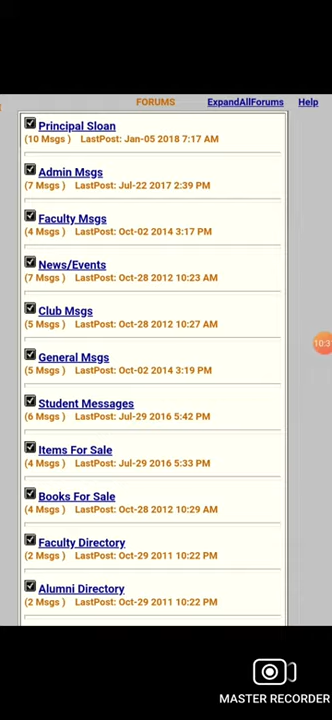 FORUMS ExpandAllForums Help
Principal Sloan
(10 Msgs ) LastPost: Jan-05 2018 7:17 AM
Admin Msgs
(7 Msgs ) LastPost: Jul-22 2017 2:39 PM
Faculty Msgs
(4 Msgs ) LastPost: Oct-02 2014 3:17 PM
News/Events
(7 Msgs ) LastPost: Oct-28 2012 10:23 AM
Club Msgs
(5 Msgs ) LastPost: Oct-28 2012 10:27 AM
General Msgs
(5 Msgs ) LastPost: Oct-02 2014 3:19 PM
Student Messages
(6 Msgs ) LastPost: Jul-29 2016 5:42 PM
Items For Sale
(4 Msgs ) LastPost: Jul-29 2016 5:33 PM
Books For Sale
(4 Msgs ) LastPost: Oct-28 2012 10:29 AM
Faculty Directory
(2 Msgs ) LastPost: Oct-29 2011 10:22 PM
Alumni Directory
(2 Msgs ) LastPost: Oct-29 2011 10:22 PM
MASTER RECORDER